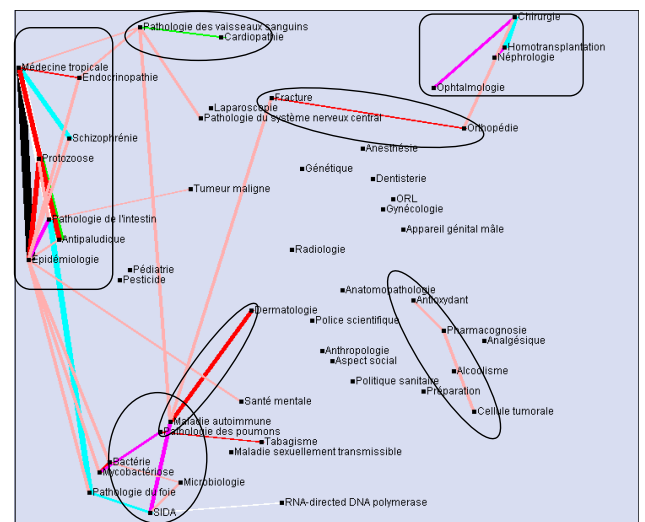 Chirurgie
Pathologie des vaisseaux sanguins
Cardiopathie
Homotransplantation
Néphrologie
Médecine tropicale
Endocrinopathie
Ophtalmologie
Fracture
Laparoscopie
Pathologie du système nerveux central
Orthopédie
Schizophrénie
Anesthésie
Protozoose
Génétique
Dentisterie
Tumeur maligne
ORL
Gynécologie
Pathologie de l'intestin
Appareil génital mâle
Antipaludique
Radiologie
Epidémiologie
Pédiatrie
Pesticide
Anatomopathologie
Antioxydant
Dermatologie
Police scientifique
Pharmacognosie
Analgésique
Anthropologie
Aspect social
Alcoolisme
Politique sanitaire
Préparation
Santé mentale
Cellule tumorale
Maladie autoimmune
Pathologie des poumons
Tabagisme
Maladie sexuellement transmissible
Bactérie
Mycobactériose
Microbiologie
Pathologie du foie
RNA-directed DNA polymerase
SIDA